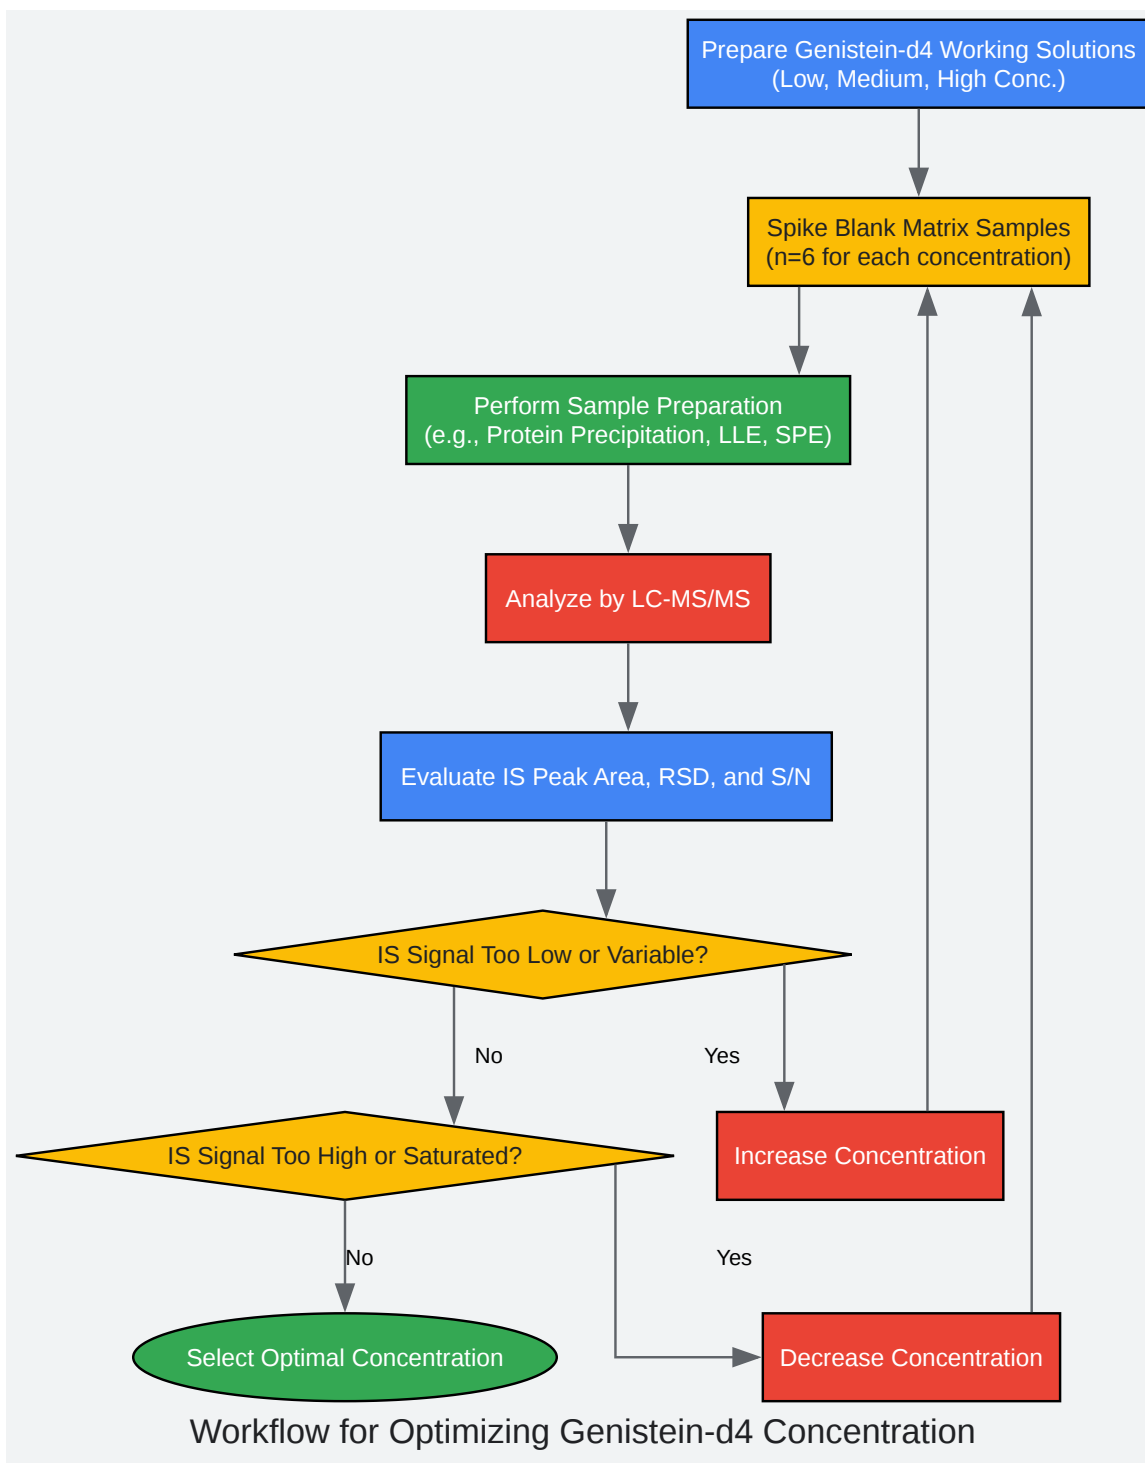 Prepare Genistein-d4 Working Solutions
(Low, Medium, High Conc.)
Spike Blank Matrix Samples
(n=6 for each concentration)
Perform Sample Preparation
(e.g., Protein Precipitation, LLE, SPE)
Analyze by LC-MS/MS
Evaluate IS Peak Area, RSD, and S/N
IS Signal Too Low or Variable?
No
Yes
IS Signal Too High or Saturated?
Increase Concentration
No
Yes
Select Optimal Concentration
Decrease Concentration
Workflow for Optimizing Genistein-d4 Concentration